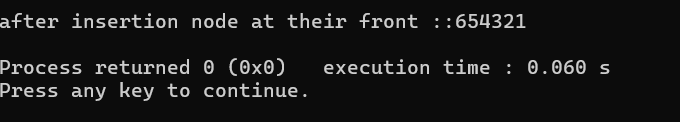 after insertion node at their front ::654321
Process returned 0 (0x0)   execution time : 0.060 s
Press any key to continue.